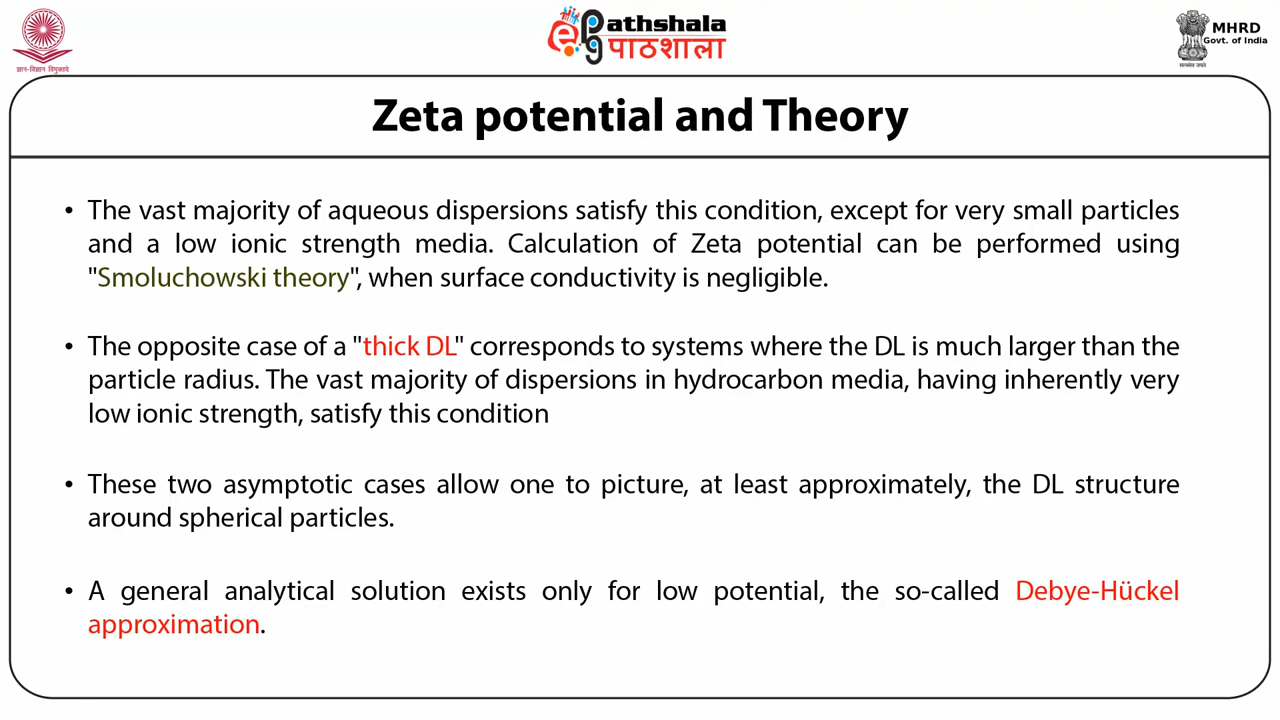 ज्ञान-विज्ञान विमुक्तये
ePGathshala
पाठशाला
MHRD
Govt. of India
सत्यमेव जयते
Zeta potential and Theory
• The vast majority of aqueous dispersions satisfy this condition, except for very small particles
and a low ionic strength media. Calculation of Zeta potential can be performed using
"Smoluchowski theory", when surface conductivity is negligible.
• The opposite case of a "thick DL" corresponds to systems where the DL is much larger than the
particle radius. The vast majority of dispersions in hydrocarbon media, having inherently very
low ionic strength, satisfy this condition
• These two asymptotic cases allow one to picture, at least approximately, the DL structure
around spherical particles.
• A general analytical solution exists only for low potential, the so-called Debye-Hückel
approximation.